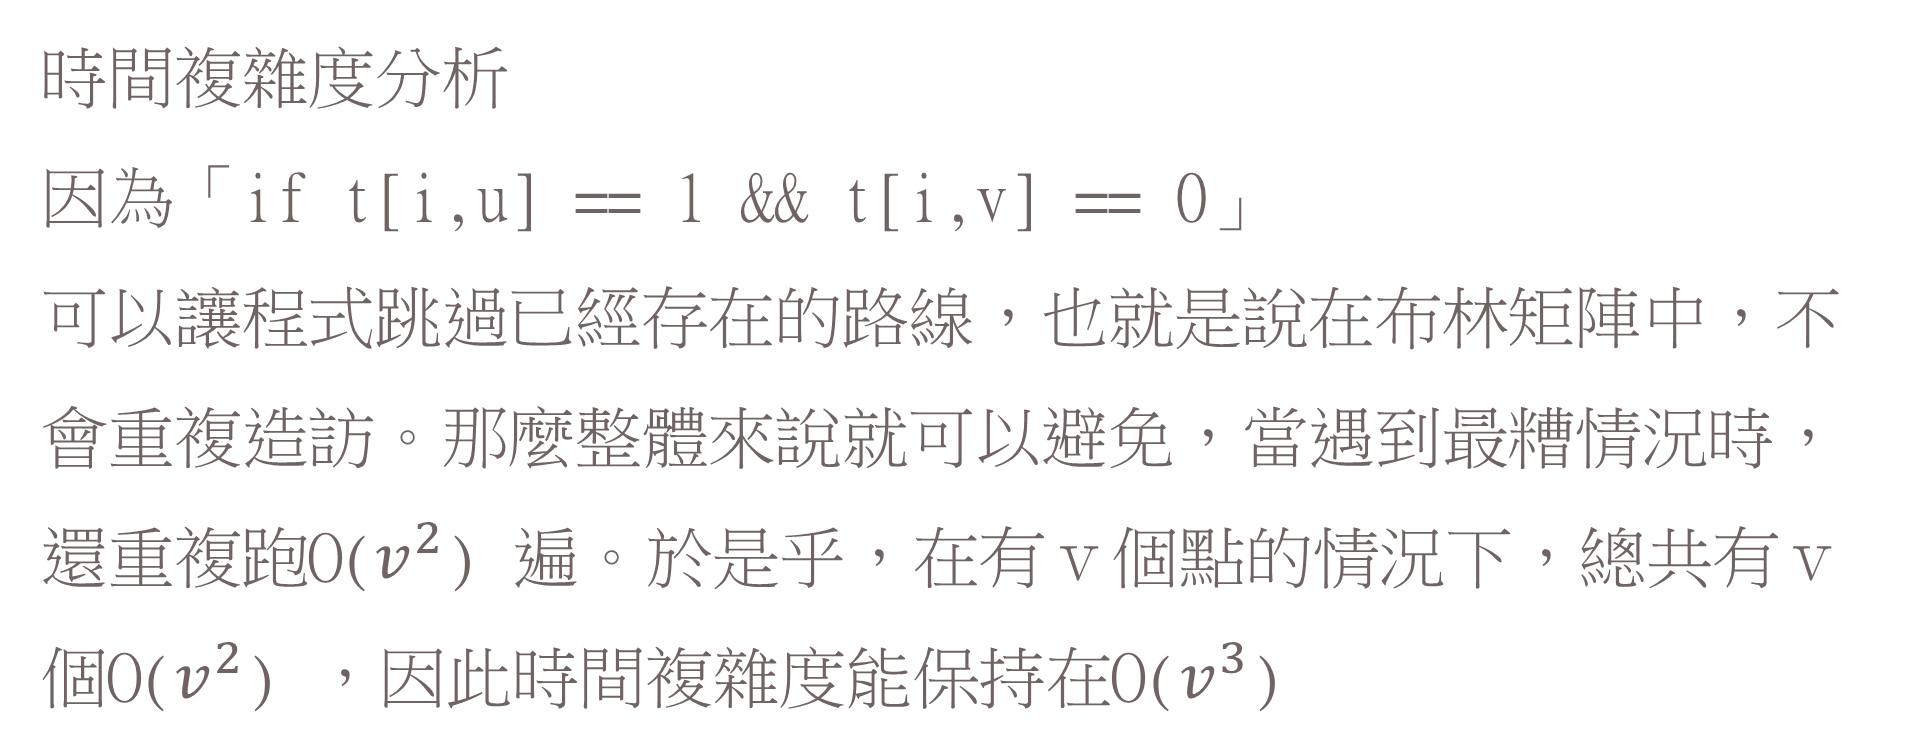 時間複雜度分析
因為「if t[i,u] == 1 && t[i,v] == 0」
可以讓程式跳過已經存在的路線，也就是說在布林矩陣中，不
會重複造訪。那麼整體來說就可以避免，當遇到最糟情況時，
還重複跑O(𝒗²) 遍。於是乎，在有v個點的情況下，總共有v
個O(𝒗²) ，因此時間複雜度能保持在O(𝒗³)